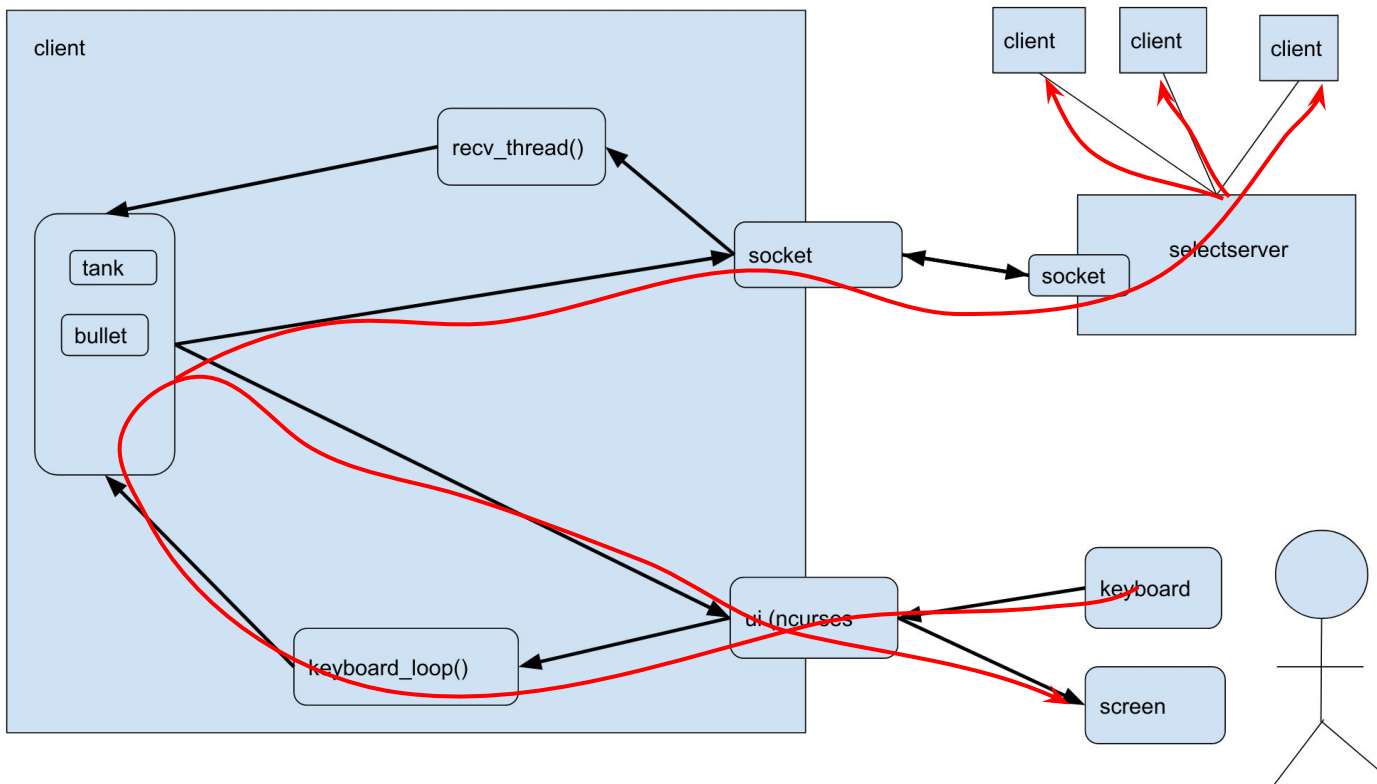 client
client
client
client
recv_thread()
tank
bullet
socket
socket
selectserver
ui (ncurses
keyboard
keyboard_loop()
screen